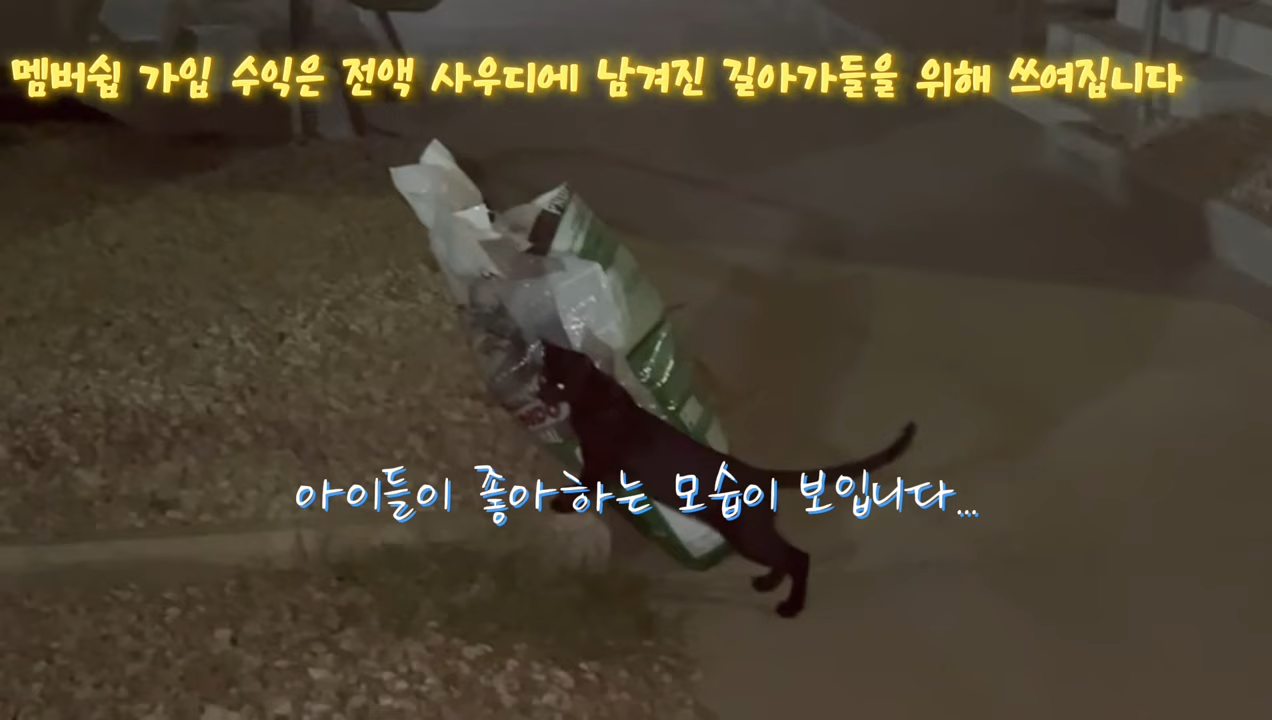 멤버쉽 가입 수익은 전액 사우디에 남겨진 길아가들을 위해 쓰여집니다
아이들이 좋아하는 모습이 보입니다...